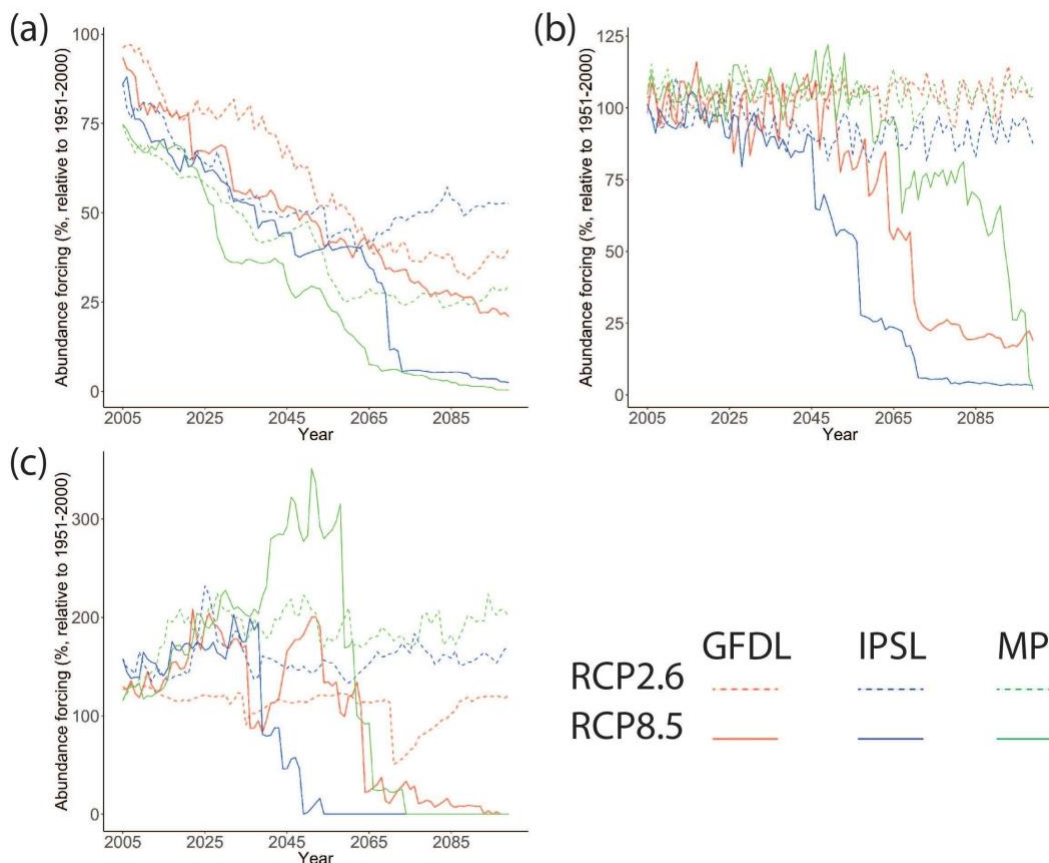 (a)
Abundance forcing (%, relative to 1951-2000)
100
75
50
25
0
2005 2025 2045 2065 2085
Year
(b)
Abundance forcing (%, relative to 1951-2000)
125
100
75
50
25
0
2005 2025 2045 2065 2085
Year
(c)
Abundance forcing (%, relative to 1951-2000)
300
200
100
0
2005 2025 2045 2065 2085
Year
GFDL IPSL MP
RCP2.6
RCP8.5